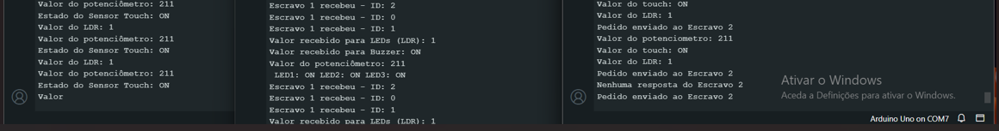 Valor do potenciômetro: 211
Estado do Sensor Touch: ON
Valor do LDR: 1
Valor do potenciômetro: 211
Estado do Sensor Touch: ON
Valor do LDR: 1
Valor do potenciômetro: 211
Estado do Sensor Touch: ON
Valor
Escravo 1 recebeu - ID: 2
Escravo 1 recebeu - ID: 0
Escravo 1 recebeu - ID: 1
Valor recebido para LEDs (LDR): 1
Valor recebido para Buzzer: ON
Valor do potenciômetro: 211
LED1: ON LED2: ON LED3: ON
Escravo 1 recebeu - ID: 2
Escravo 1 recebeu - ID: 0
Escravo 1 recebeu - ID: 1
Valor recebido para LEDs (LDR): 1
Valor do touch: ON
Valor do LDR: 1
Pedido enviado ao Escravo 2
Valor do potenciometro: 211
Valor do touch: ON
Valor do LDR: 1
Pedido enviado ao Escravo 2
Nenhuma resposta do Escravo 2
Pedido enviado ao Escravo 2
Ativar o Windows
Aceda a Definições para ativar o Windows.
Arduino Uno on COM7